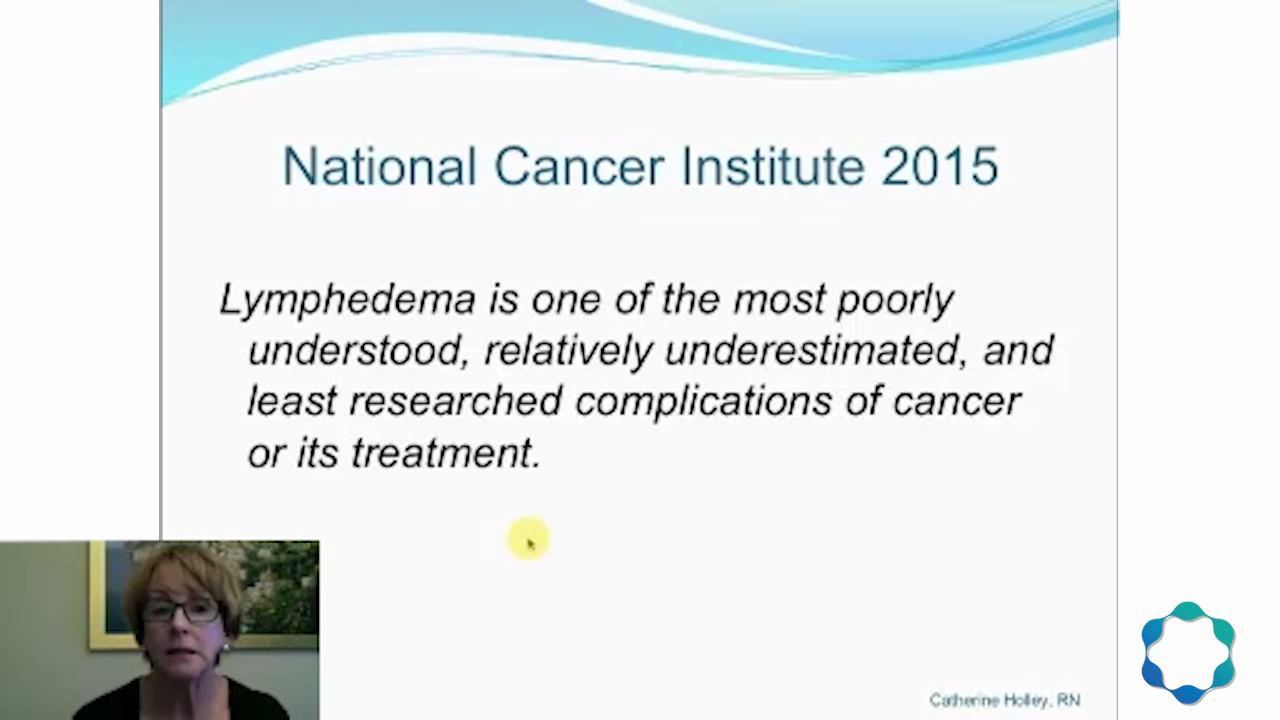 National Cancer Institute 2015
Lymphedema is one of the most poorly
understood, relatively underestimated, and
least researched complications of cancer
or its treatment.
Catherine Holley, RN